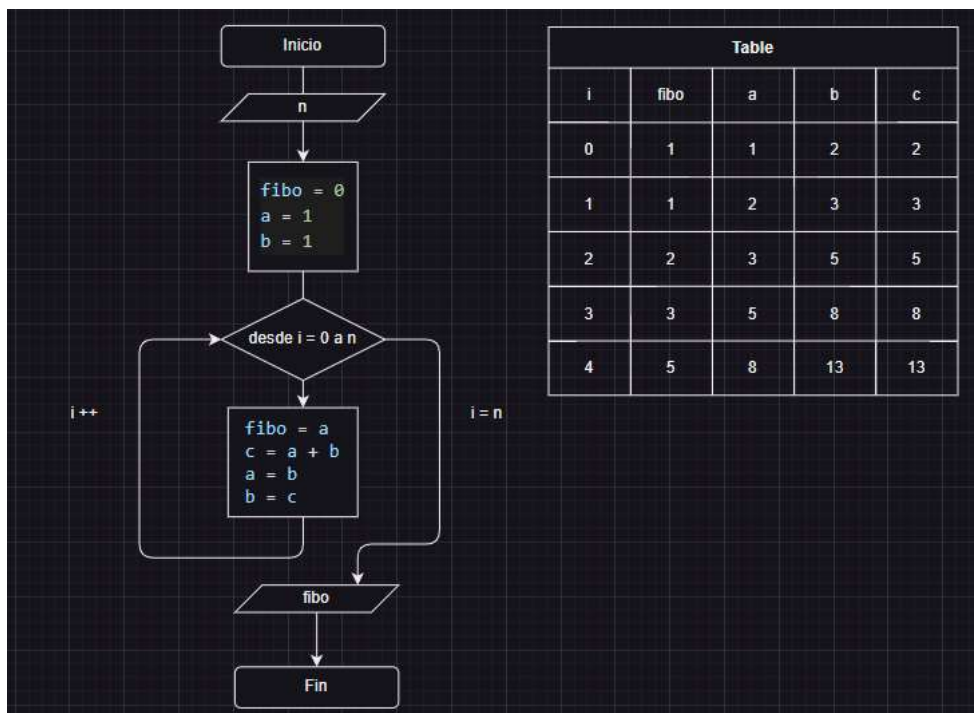 Inicio
n
fibo = 0
a = 1
b = 1
desde i = 0 a n
i ++
i = n
fibo = a
c = a + b
a = b
b = c
fibo
Fin
Table
i fibo a b c
0 1 1 2 2
1 1 2 3 3
2 2 3 5 5
3 3 5 8 8
4 5 8 13 13